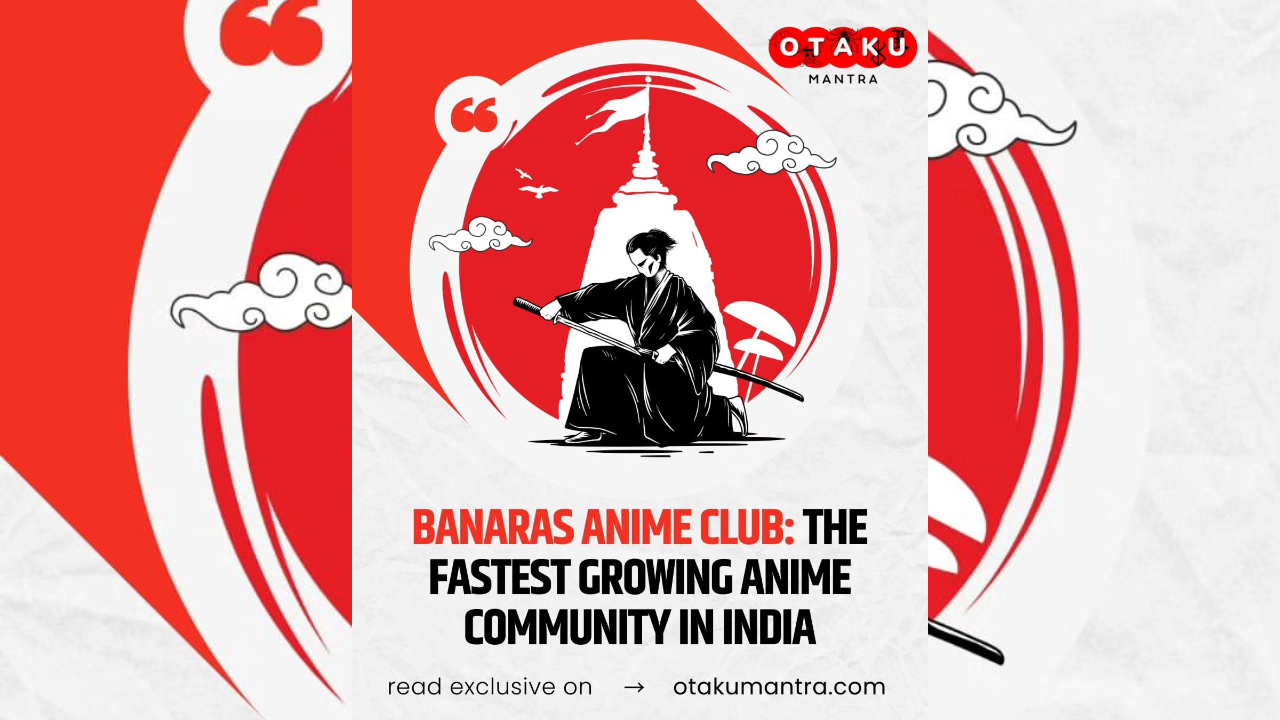 OTAKU
MANTRA
BANARAS ANIME CLUB: THE
FASTEST GROWING ANIME
COMMUNITY IN INDIA
read exclusive on → otakumantra.com